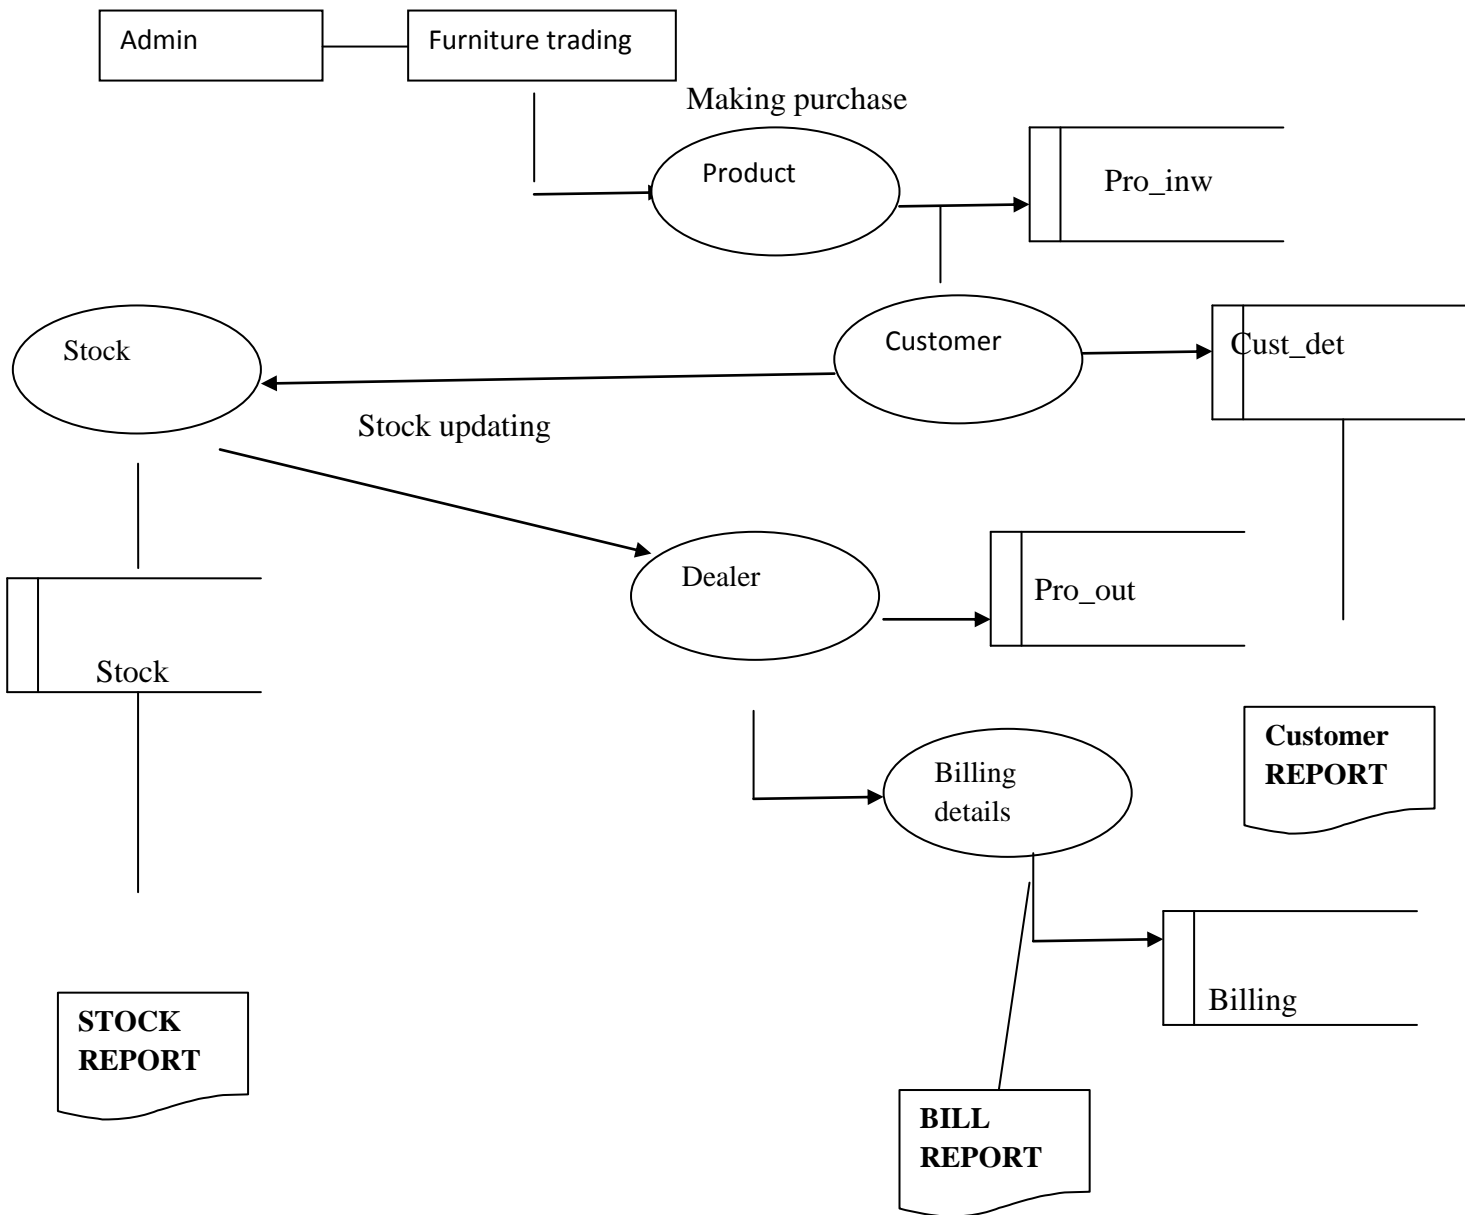 Admin
Furniture trading
Making purchase
Product
Pro_inw
Stock
Customer
Cust_det
Stock updating
Dealer
Pro_out
Stock
Customer
REPORT
Billing
details
Billing
STOCK
REPORT
BILL
REPORT